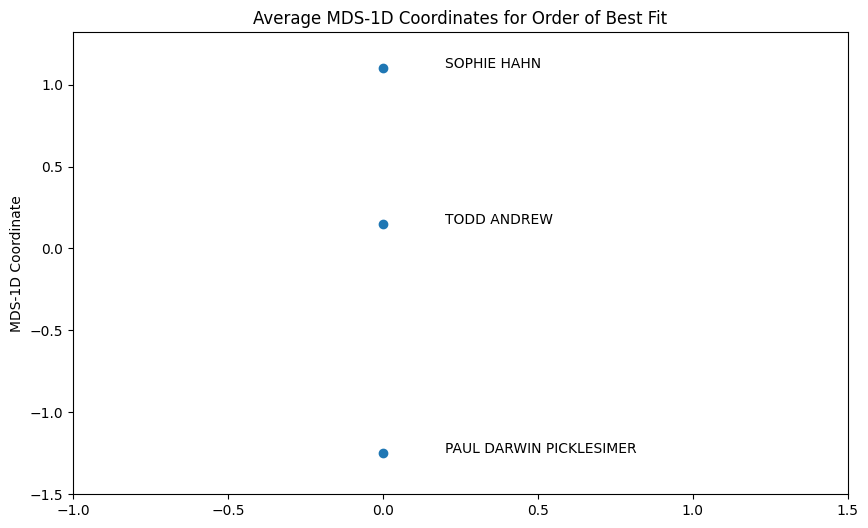 Average MDS-1D Coordinates for Order of Best Fit
MDS-1D Coordinate
1.0
0.5
0.0
−0.5
−1.0
−1.5
SOPHIE HAHN
TODD ANDREW
PAUL DARWIN PICKLESIMER
−1.0
−0.5
0.0
0.5
1.0
1.5